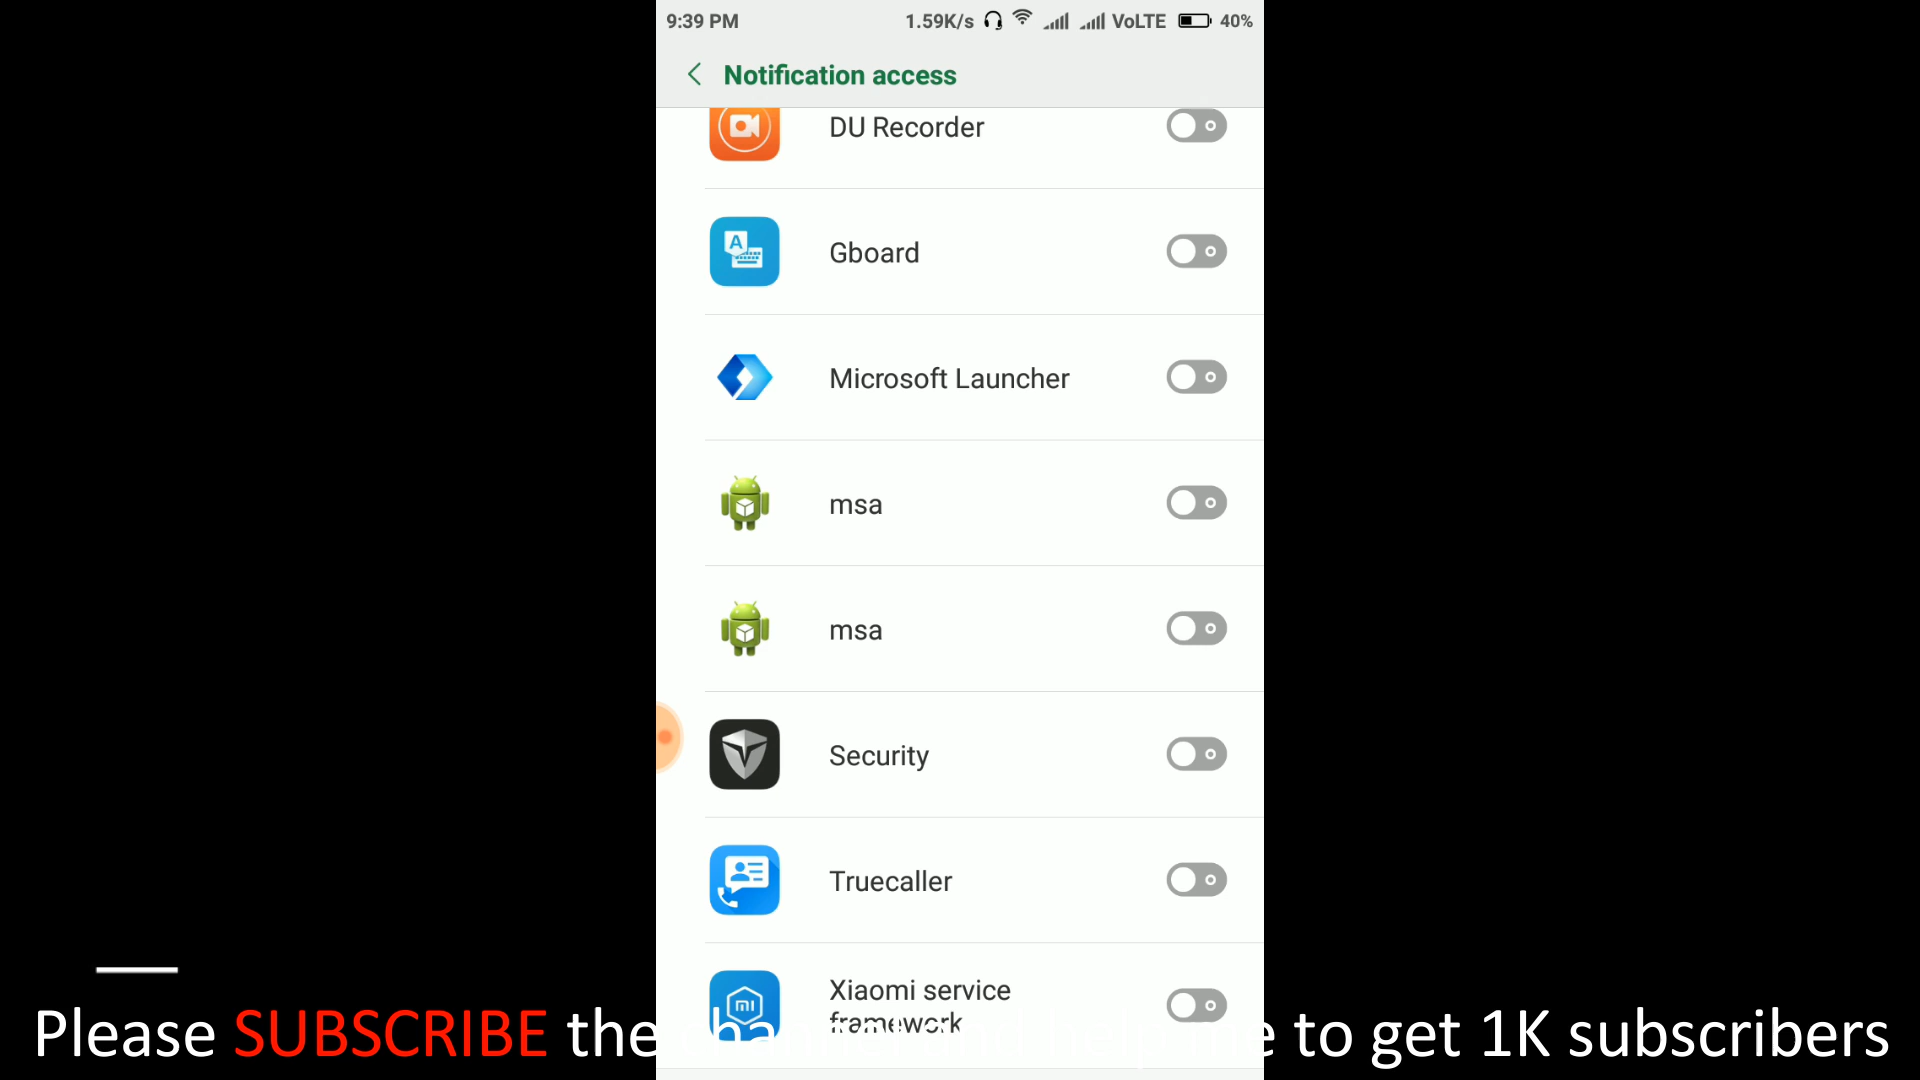 9:39 PM 1.59K/s VoLTE 40%
Notification access
DU Recorder
Gboard
Microsoft Launcher
msa
msa
Security
Truecaller
Xiaomi service
framework
Please SUBSCRIBE the to get 1K subscribers